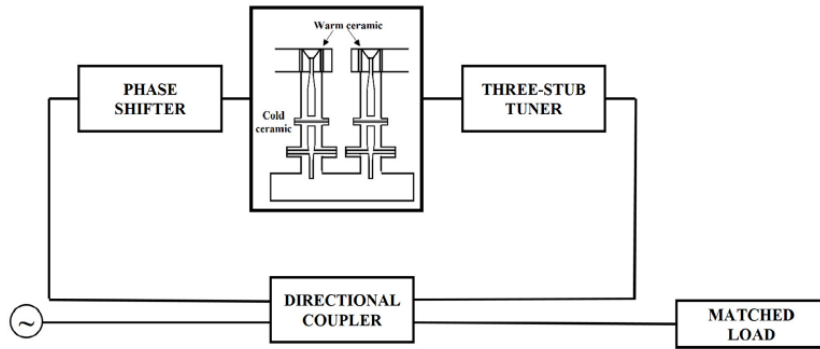 Warm ceramic
PHASE
SHIFTER
THREE-STUB
TUNER
Cold
ceramic
DIRECTIONAL
COUPLER
MATCHED
LOAD
~